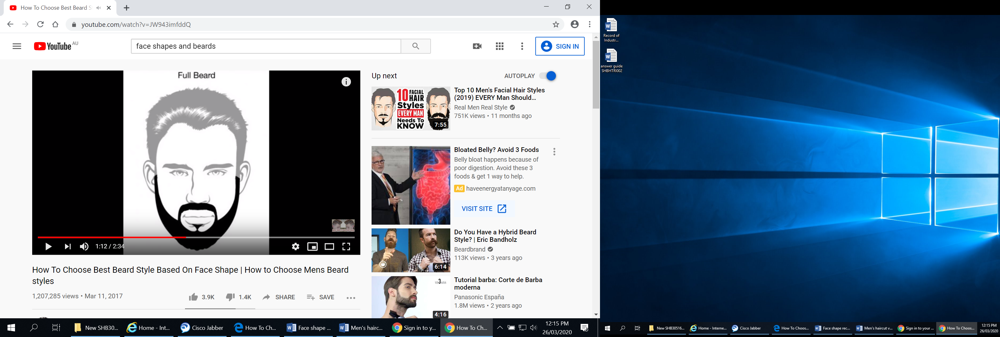 How To Choose Best Beard S
youtube.com/watch?v=JW943imfddQ
YouTube AU
face shapes and beards
SIGN IN
Full Beard
1:12 / 2:34
How To Choose Best Beard Style Based On Face Shape | How to Choose Mens Beard
styles
1,207,285 views • Mar 11, 2017
3.9K
1.4K
SHARE
SAVE
Up next
AUTOPLAY
10 FACIAL
HAIR
Styles
EVERY MAN
Needs To
KNOW
7:55
Top 10 Men's Facial Hair Styles
(2019) EVERY Man Should...
Real Men Real Style
751K views • 11 months ago
Bloated Belly? Avoid 3 Foods
Belly bloat happens because of
poor digestion. Avoid these 3
foods & get 1 way to help.
Ad haveenergyatanyage.com
VISIT SITE
6:14
Do You Have a Hybrid Beard
Style? | Eric Bandholz
Beardbrand
113K views • 3 years ago
3
4:16
Tutorial barba: Corte de Barba
moderna
Panasonic España
1.8M views • 2 years ago
New SHB30...
Home - Int...
Cisco Jabber
How To Ch...
Face shape ...
Men's hairc...
Sign in to y...
How To Ch...
12:15 PM
26/03/2020
Record of
Industr...
answer guide
SHBHTRI002
New SHB30516...
Home - Interne...
Cisco Jabber
How To Choos...
Face shape rec...
Men's haircut v...
Sign in to your ...
How To Choos...
12:15 PM
26/03/2020